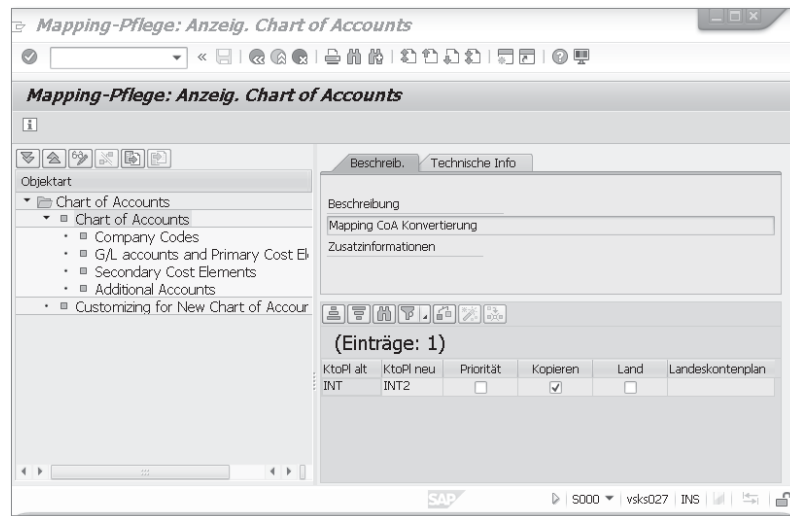 Mapping-Pflege: Anzeig. Chart of Accounts
Mapping-Pflege: Anzeig. Chart of Accounts
Objektart
Chart of Accounts
Chart of Accounts
Company Codes
G/L accounts and Primary Cost El
Secondary Cost Elements
Additional Accounts
Customizing for New Chart of Accour
Beschreib. Technische Info
Beschreibung
Mapping CoA Konvertierung
Zusatzinformationen
(Einträge: 1)
KtoPl alt KtoPl neu Priorität Kopieren Land Landeskontenplan
INT INT2
SAP S000 vsks027 INS